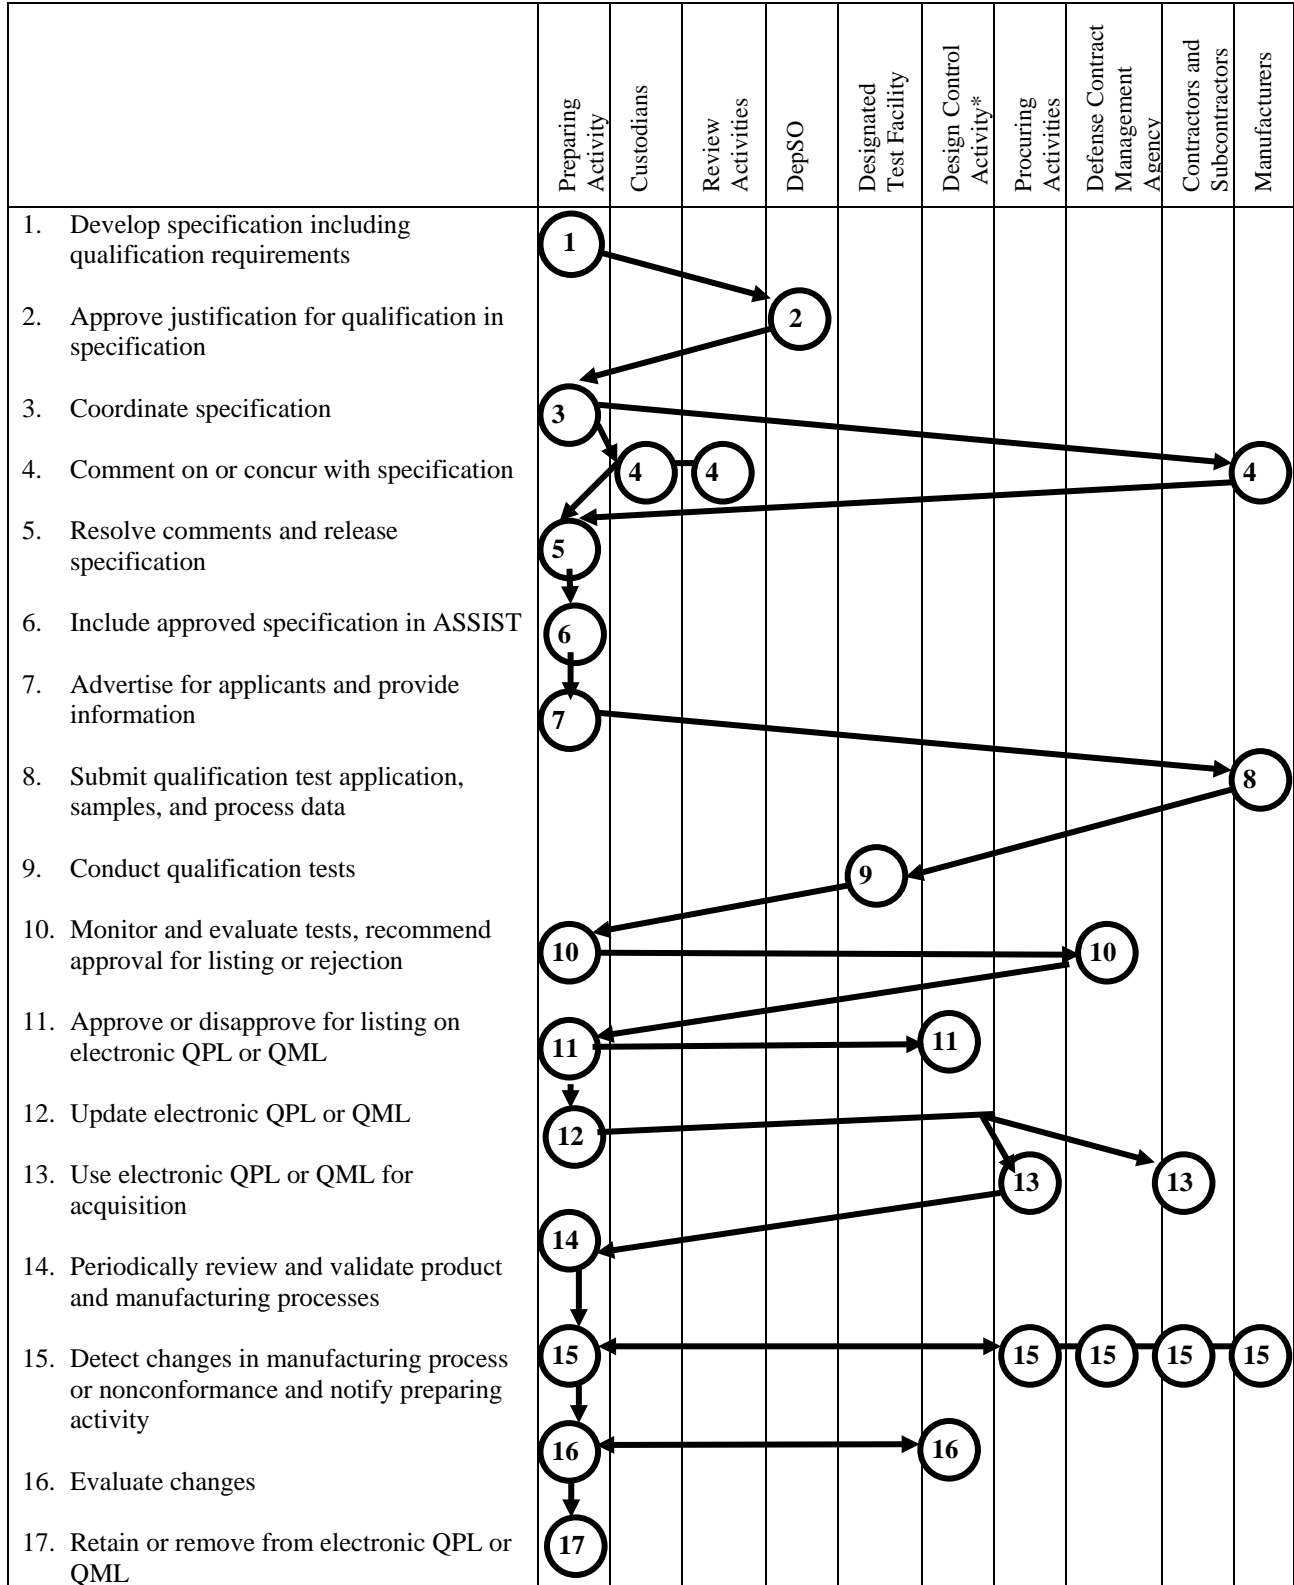 Preparing
Activity
Custodians
Review
Activities
DepSO
Designated
Test Facility
Design Control
Activity*
Procuring
Activities
Defense Contract
Management
Agency
Contractors and
Subcontractors
Manufacturers
1. Develop specification including
qualification requirements
1
2. Approve justification for qualification in
specification
2
3. Coordinate specification
3
4. Comment on or concur with specification
4 4 4
5. Resolve comments and release
specification
5
6. Include approved specification in ASSIST
6
7. Advertise for applicants and provide
information
7
8. Submit qualification test application,
samples, and process data
8
9. Conduct qualification tests
9
10. Monitor and evaluate tests, recommend
approval for listing or rejection
10 10
11. Approve or disapprove for listing on
electronic QPL or QML
11 11
12. Update electronic QPL or QML
12
13. Use electronic QPL or QML for
acquisition
13 13
14. Periodically review and validate product
and manufacturing processes
14
15. Detect changes in manufacturing process
or nonconformance and notify preparing
activity
15 15 15 15 15
16. Evaluate changes
16 16
17. Retain or remove from electronic QPL or
QML
17